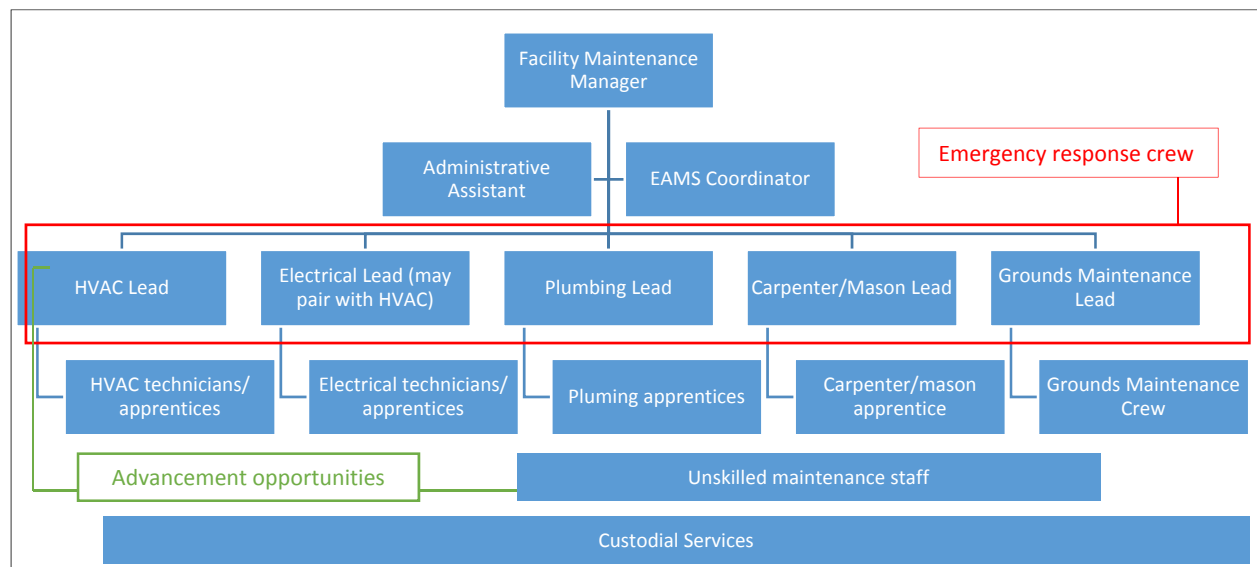 Facility Maintenance
Manager
Emergency response crew
Administrative
Assistant
EAMS Coordinator
HVAC Lead
Electrical Lead (may
pair with HVAC)
Plumbing Lead
Carpenter/Mason Lead
Grounds Maintenance
Lead
HVAC technicians/
apprentices
Electrical technicians/
apprentices
Pluming apprentices
Carpenter/mason
apprentice
Grounds Maintenance
Crew
Advancement opportunities
Unskilled maintenance staff
Custodial Services